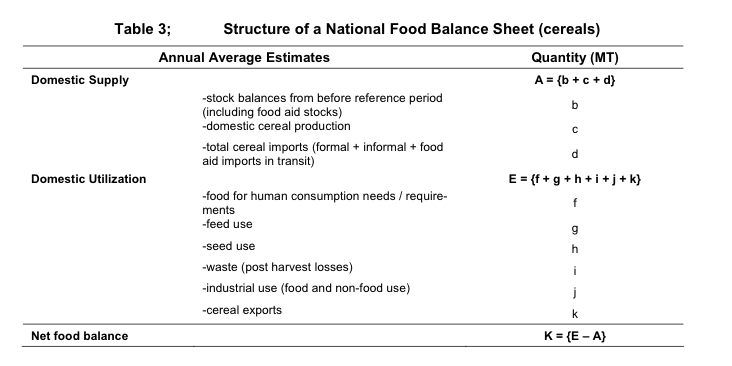 Table 3; Structure of a National Food Balance Sheet (cereals)
Annual Average Estimates Quantity (MT)
Domestic Supply A = {b + c + d}
-stock balances from before reference period
(including food aid stocks) b
-domestic cereal production c
-total cereal imports (formal + informal + food
aid imports in transit) d
Domestic Utilization E = {f + g + h + i + j + k}
-food for human consumption needs / require-
ments f
-feed use g
-seed use h
-waste (post harvest losses) i
-industrial use (food and non-food use) j
-cereal exports k
Net food balance K = {E – A}